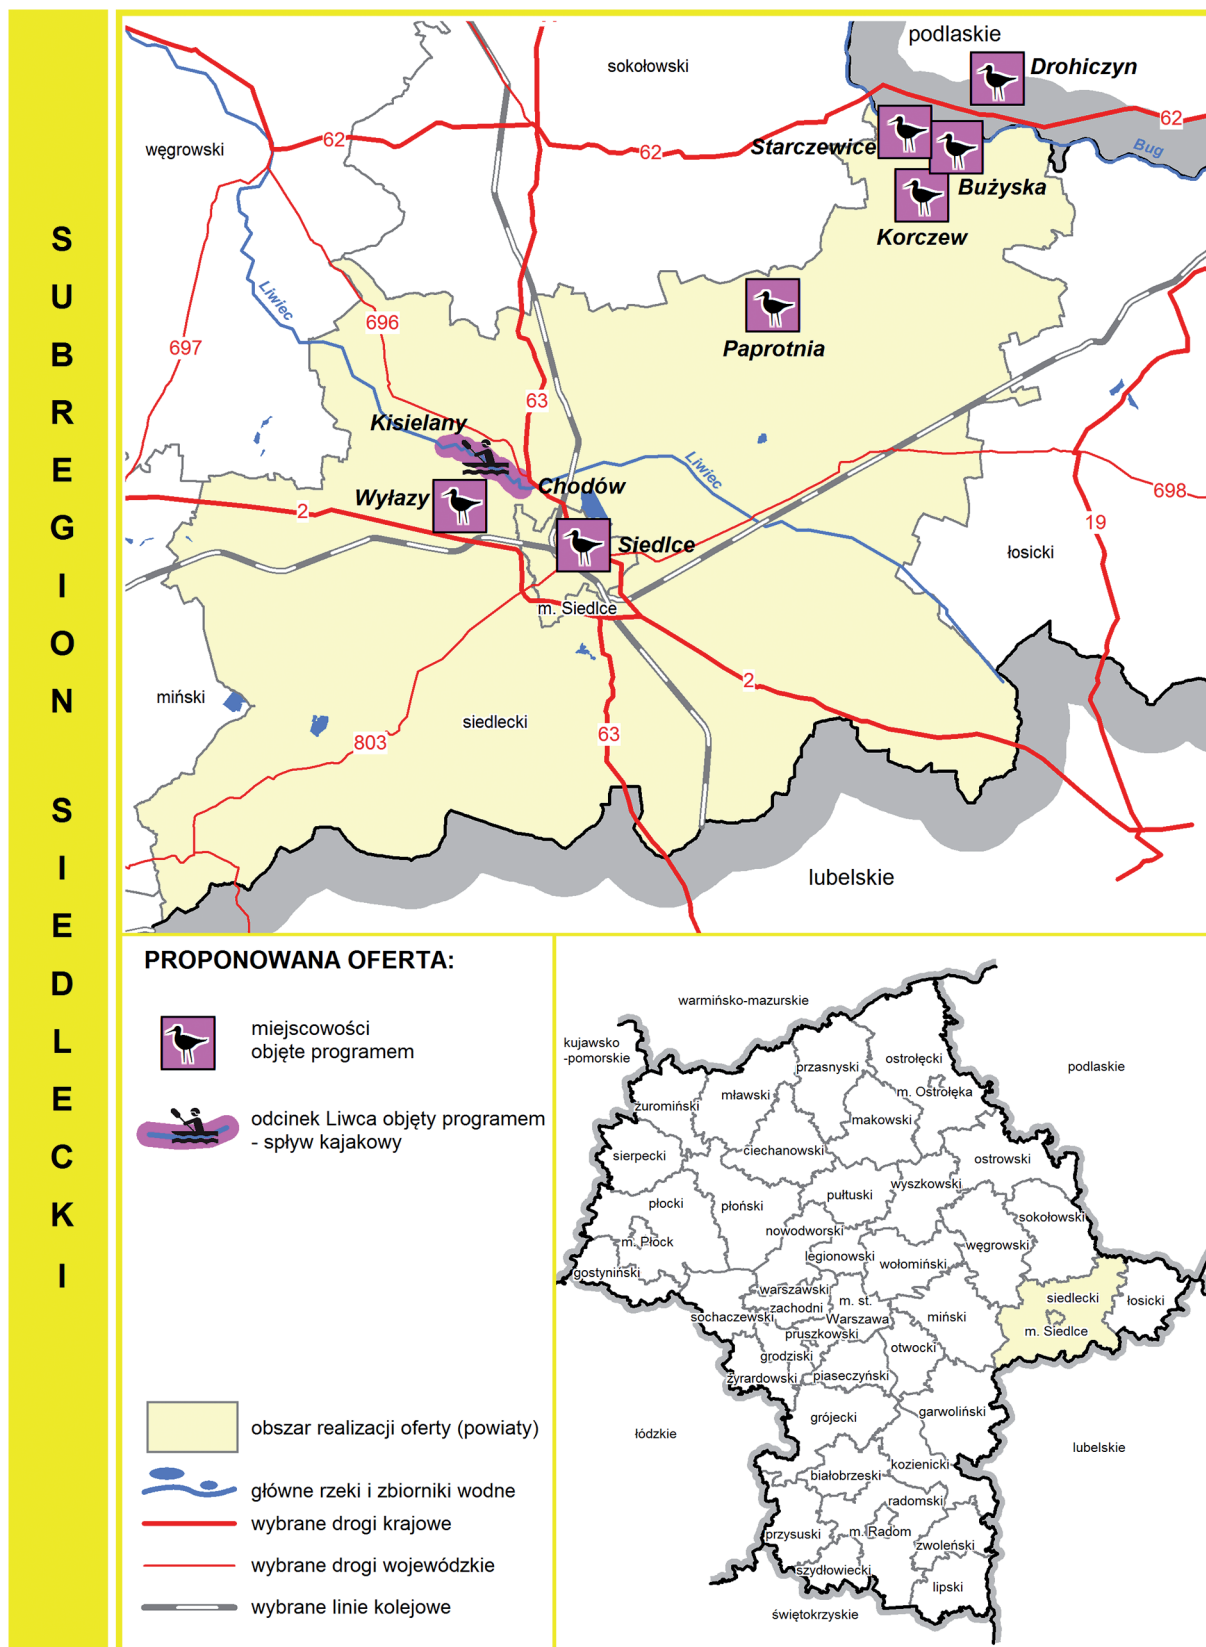 SUBREGION SIEDLECKI
podlaskie
Drohiczyn
sokołowski
węgrowski
62
62
62
Starczewice
Bug
Bużyska
Korczew
Liwiec
696
697
Paprotnia
63
Kisielany
Liwiec
Wyłazy
Chodów
698
2
19
Siedlce
łosicki
m. Siedlce
miński
2
siedlecki
63
803
lubelskie
PROPONOWANA OFERTA:
miejscowości
objęte programem
odcinek Liwca objęty programem
- spływ kajakowy
obszar realizacji oferty (powiaty)
główne rzeki i zbiorniki wodne
wybrane drogi krajowe
wybrane drogi wojewódzkie
wybrane linie kolejowe
warmińsko-mazurskie
kujawsko
-pomorskie
podlaskie
ostrołęcki
przasnyski
m. Ostrołęka
mławski
żuromiński
makowski
ciechanowski
sierpecki
ostrowski
wyszkowski
pułtuski
płocki
płoński
sokołowski
nowodworski
m. Płock
węgrowski
legionowski
wołomiński
gostyniński
warszawski
zachodni
siedlecki
łosicki
m. st.
Warszawa
sochaczewski
miński
m. Siedlce
pruszkowski
otwocki
grodziski
żyrardowski
piaseczyński
grójecki
garwoliński
łódzkie
lubelskie
kozienicki
białobrzeski
radomski
przysuski
m. Radom
zwoleński
szydłowiecki
lipski
świętokrzyskie